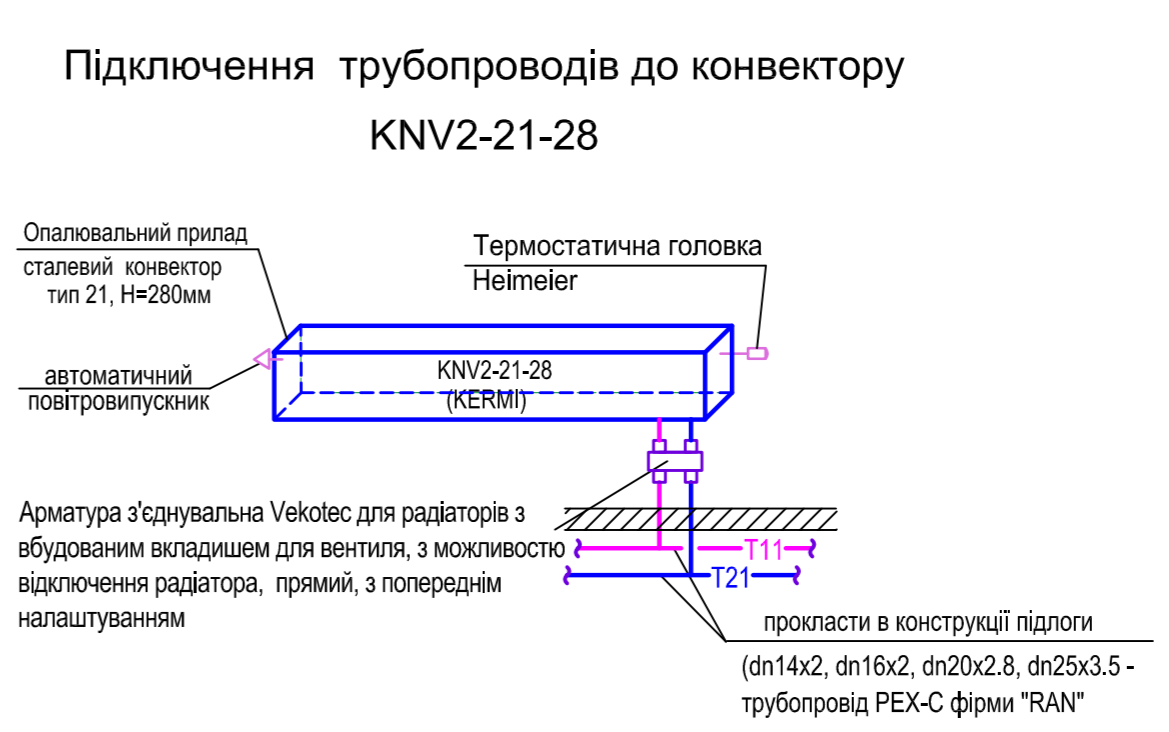 Підключення трубопроводів до конвектору
KNV2-21-28
Опалювальний прилад
сталевий конвектор
тип 21, H=280мм
Термостатична головка
Heimeier
автоматичний
повітровипускник
KNV2-21-28
(KERMI)
Арматура з'єднувальна Vekotec для радіаторів з
вбудованим вкладишем для вентиля, з можливостю
відключення радіатора, прямий, з попереднім
налаштуванням
T11
T21
прокласти в конструкції підлоги
(dn14x2, dn16x2, dn20x2.8, dn25x3.5 -
трубопровід PEX-C фірми "RAN"